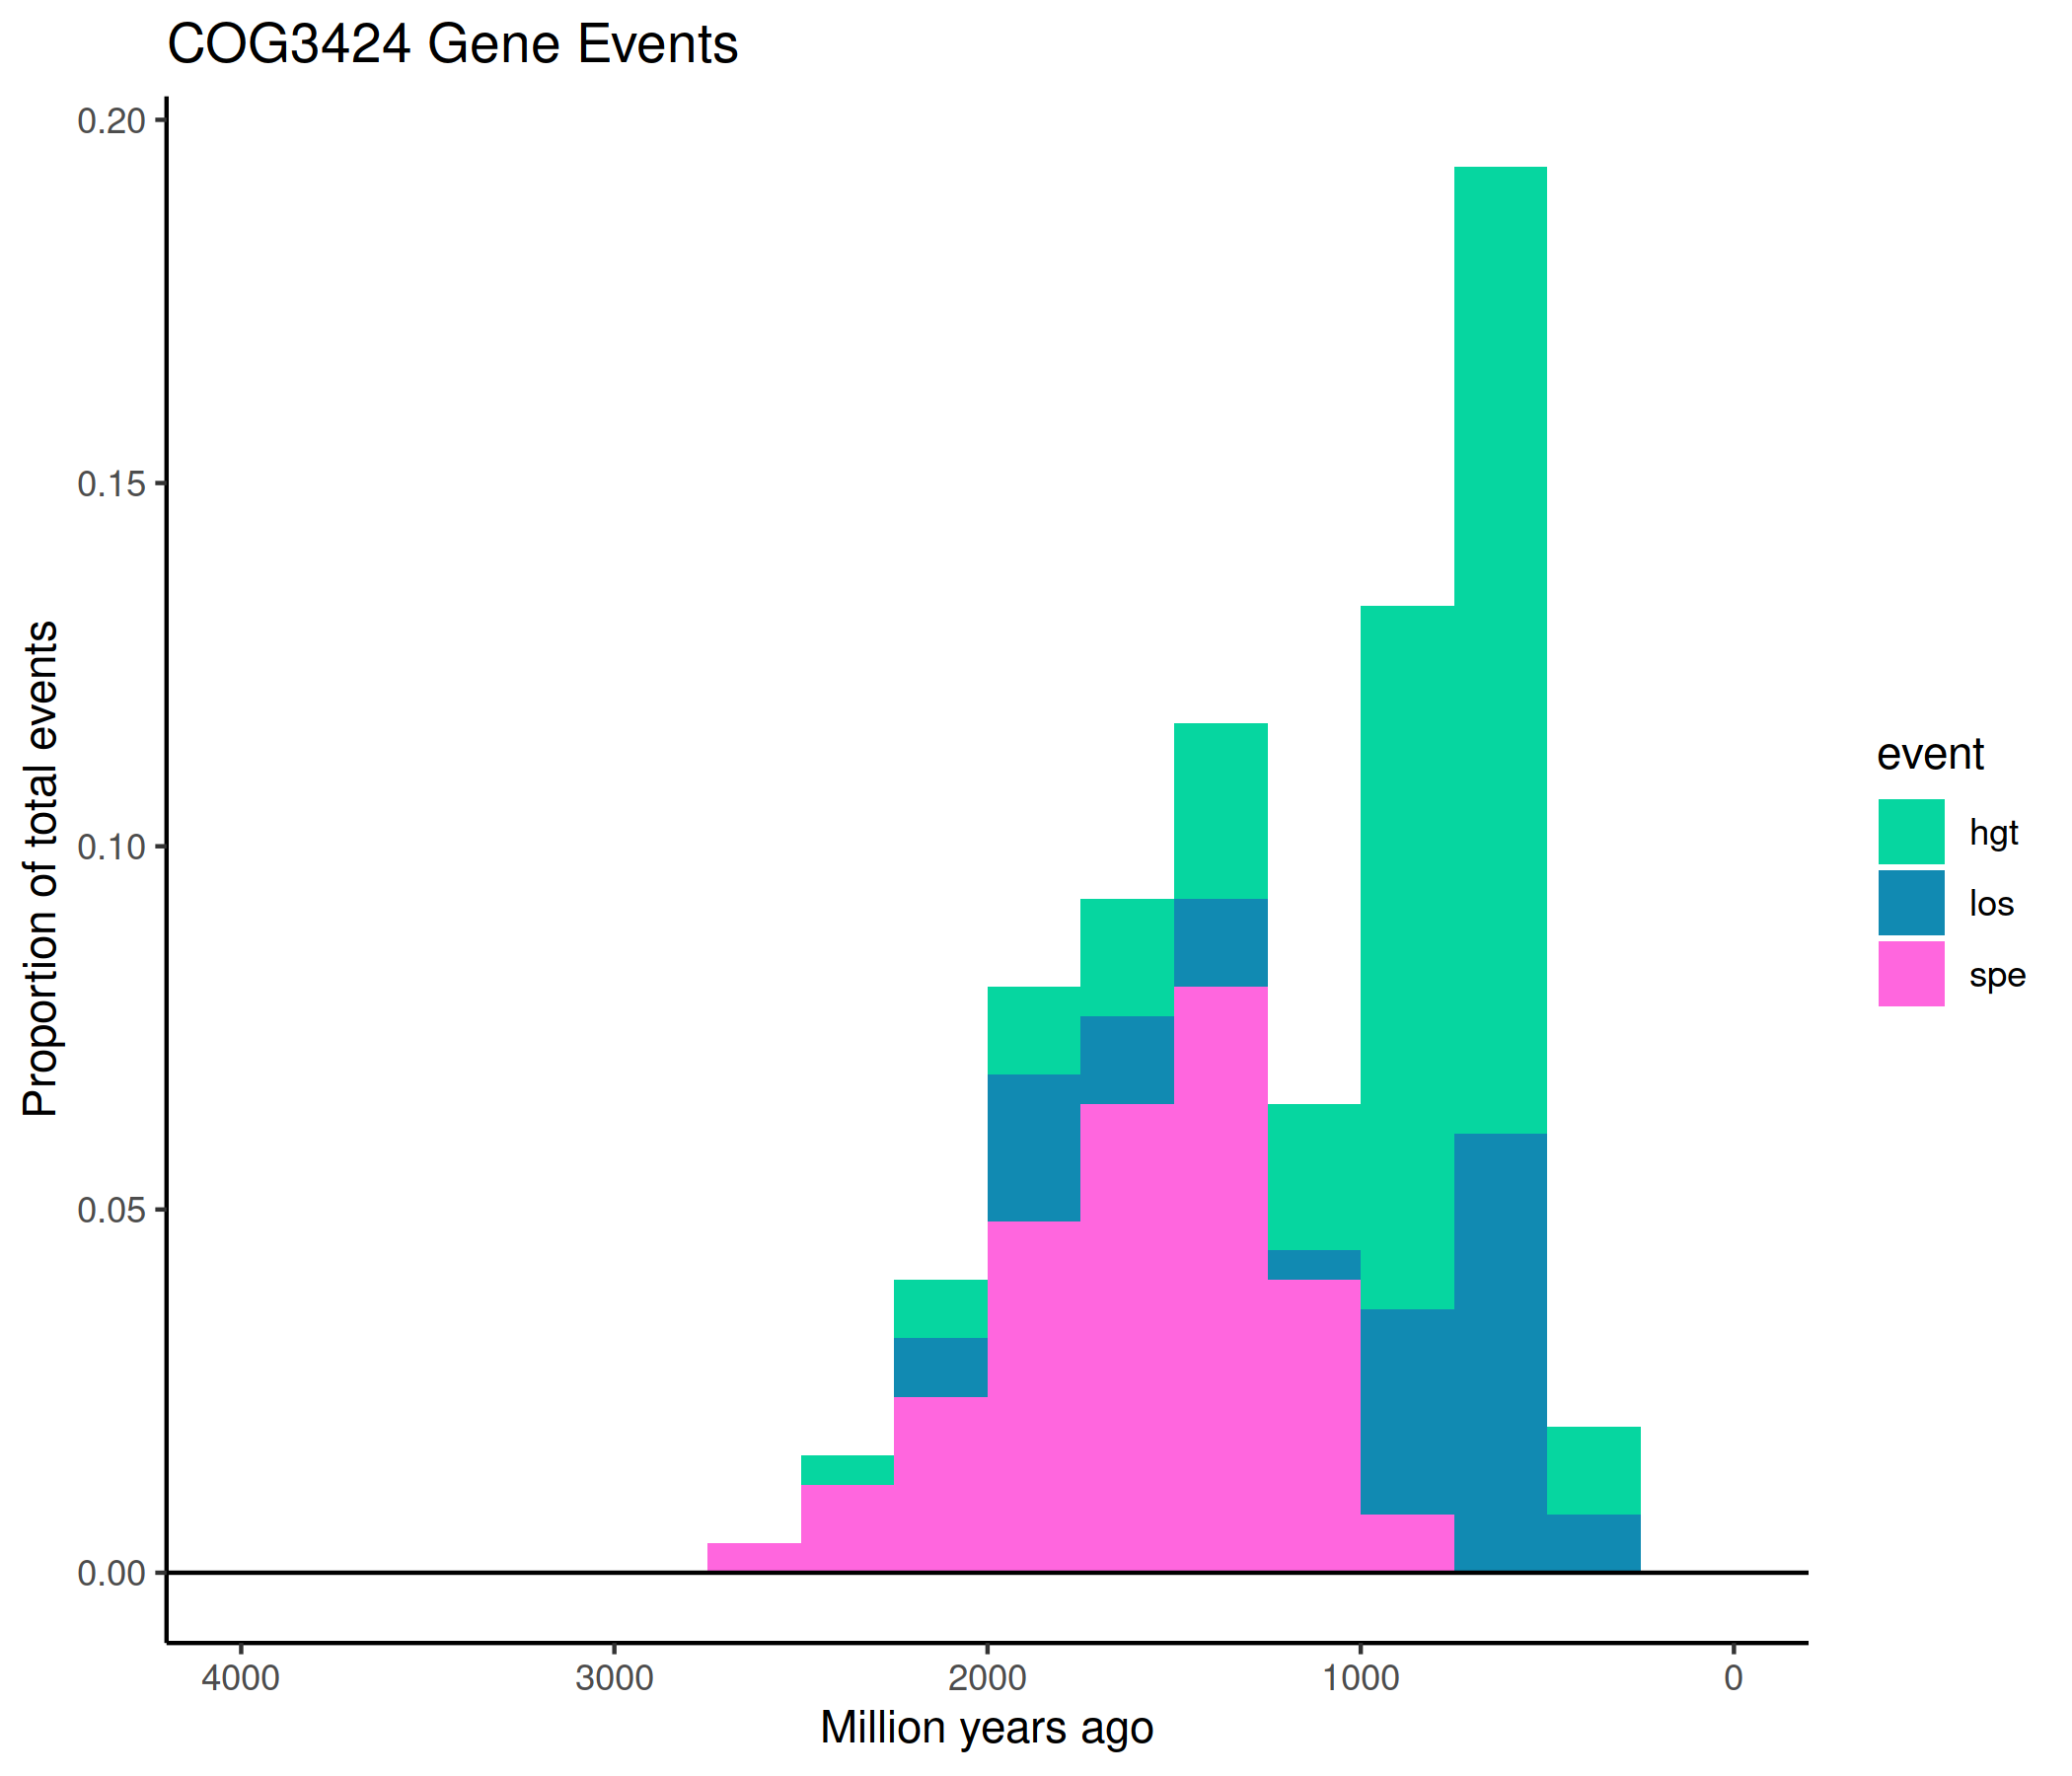 COG3424 Gene Events
0.20
0.15
0.10
0.05
0.00
Proportion of total events
4000 3000 2000 1000 0
Million years ago
event
hgt
los
spe